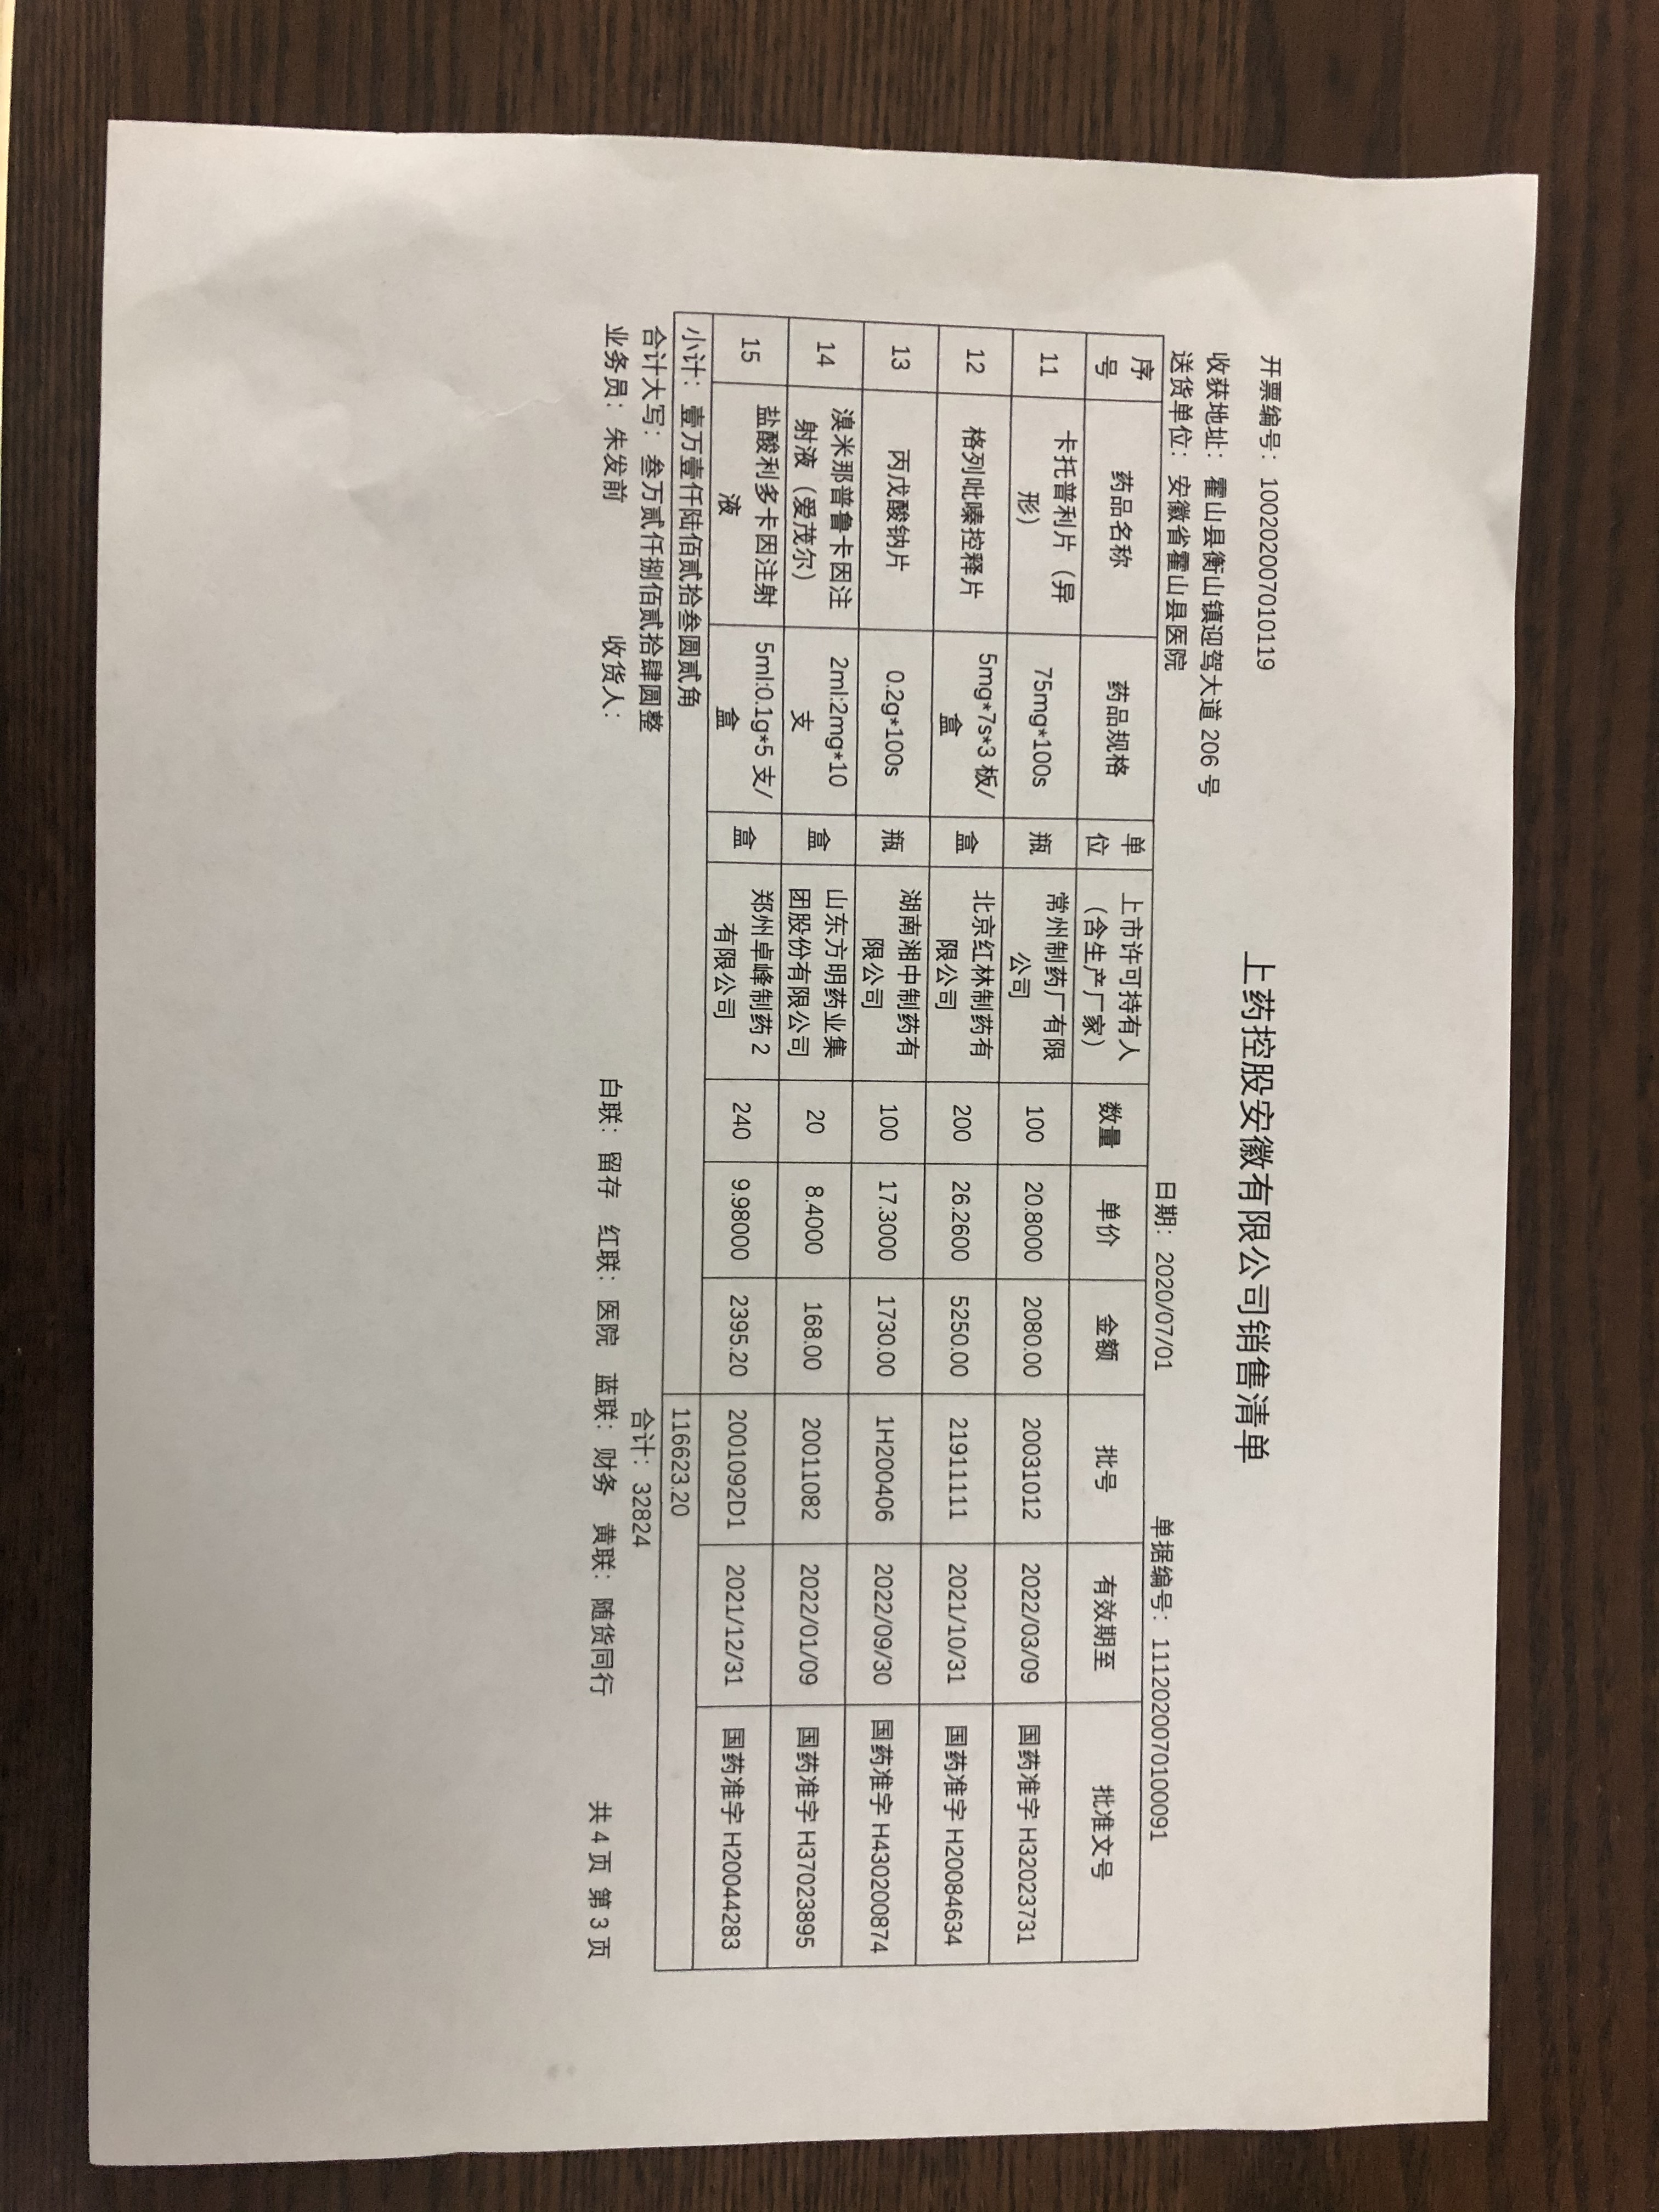 上药控股安徽有限公司销售清单
开票编号： 100202007010119
收获地址： 霍山县衡山镇迎驾大道 206 号
送货单位： 安徽省霍山县医院 日期： 2020/07/01 单据编号： 1112020070100091
序号 药品名称 药品规格 单位 上市许可持有人（含生产厂家） 数量 单价 金额 批号 有效期至 批准文号
11 卡托普利片（异形） 75mg*100s 瓶 常州制药厂有限公司 100 20.8000 2080.00 20031012 2022/03/09 国药准字 H32023731
12 格列吡嗪控释片 5mg*7s*3 板/盒 盒 北京红林制药有限公司 200 26.2600 5250.00 21911111 2021/10/31 国药准字 H20084634
13 丙戊酸钠片 0.2g*100s 瓶 湖南湘中制药有限公司 100 17.3000 1730.00 1H200406 2022/09/30 国药准字 H430200874
14 溴米那普鲁卡因注射液（爱茂尔） 2ml:2mg*10支 盒 山东方明药业集团股份有限公司 20 8.4000 168.00 20011082 2022/01/09 国药准字 H37023895
15 盐酸利多卡因注射液 5ml:0.1g*5 支/盒 盒 郑州卓峰制药 2有限公司 240 9.98000 2395.20 2001092D1 2021/12/31 国药准字 H20044283
小计： 壹万壹仟陆佰贰拾叁圆贰角 116623.20
合计大写： 叁万贰仟捌佰贰拾肆圆整 合计： 32824
业务员： 朱发前 收货人： 白联： 留存 红联： 医院 蓝联： 财务 黄联： 随货同行 共 4 页 第 3 页